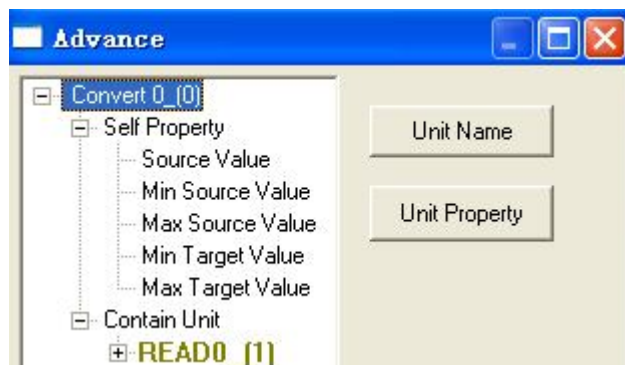 Advance
Convert 0_(0)
Self Property
Source Value
Min Source Value
Max Source Value
Min Target Value
Max Target Value
Contain Unit
READ0_(1)
Unit Name
Unit Property